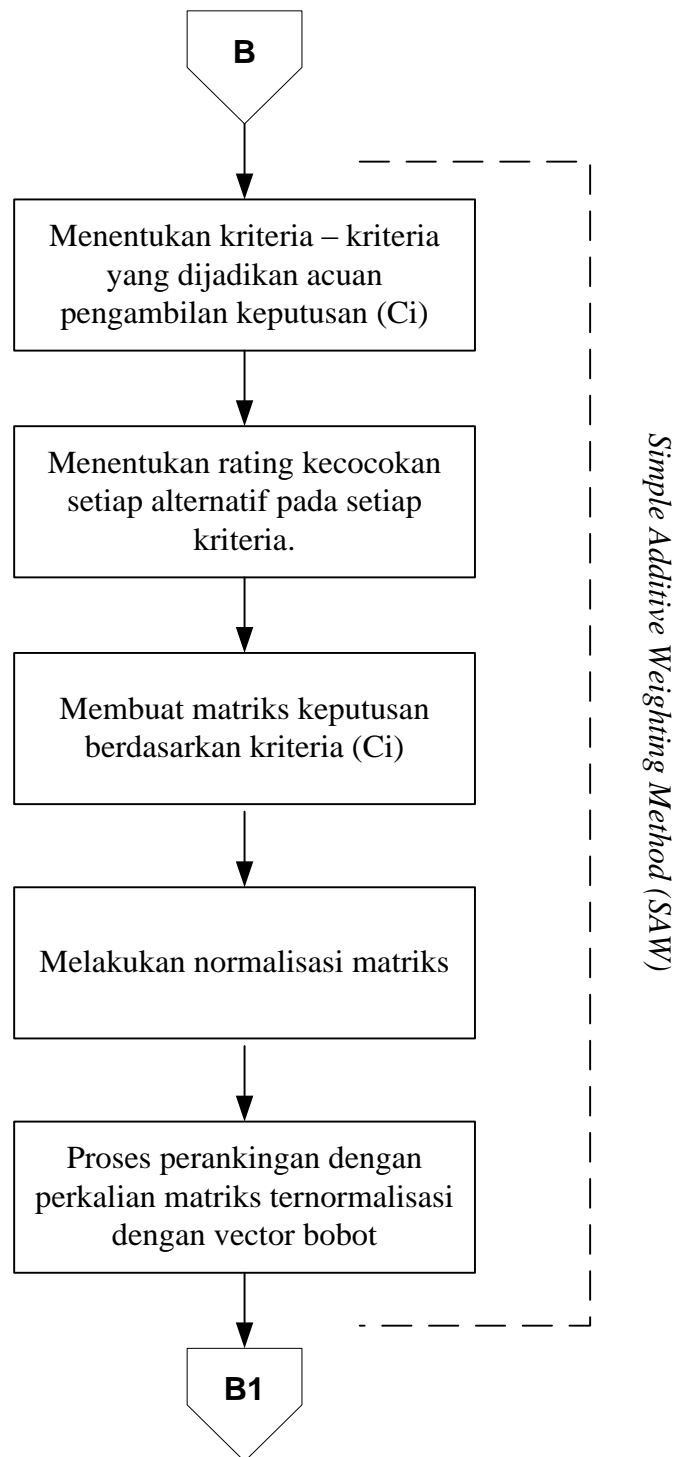 B
Menentukan kriteria – kriteria
yang dijadikan acuan
pengambilan keputusan (Ci)
Menentukan rating kecocokan
setiap alternatif pada setiap
kriteria.
Membuat matriks keputusan
berdasarkan kriteria (Ci)
Melakukan normalisasi matriks
Proses perankingan dengan
perkalian matriks ternormalisasi
dengan vector bobot
B1
Simple Additive Weighting Method (SAW)